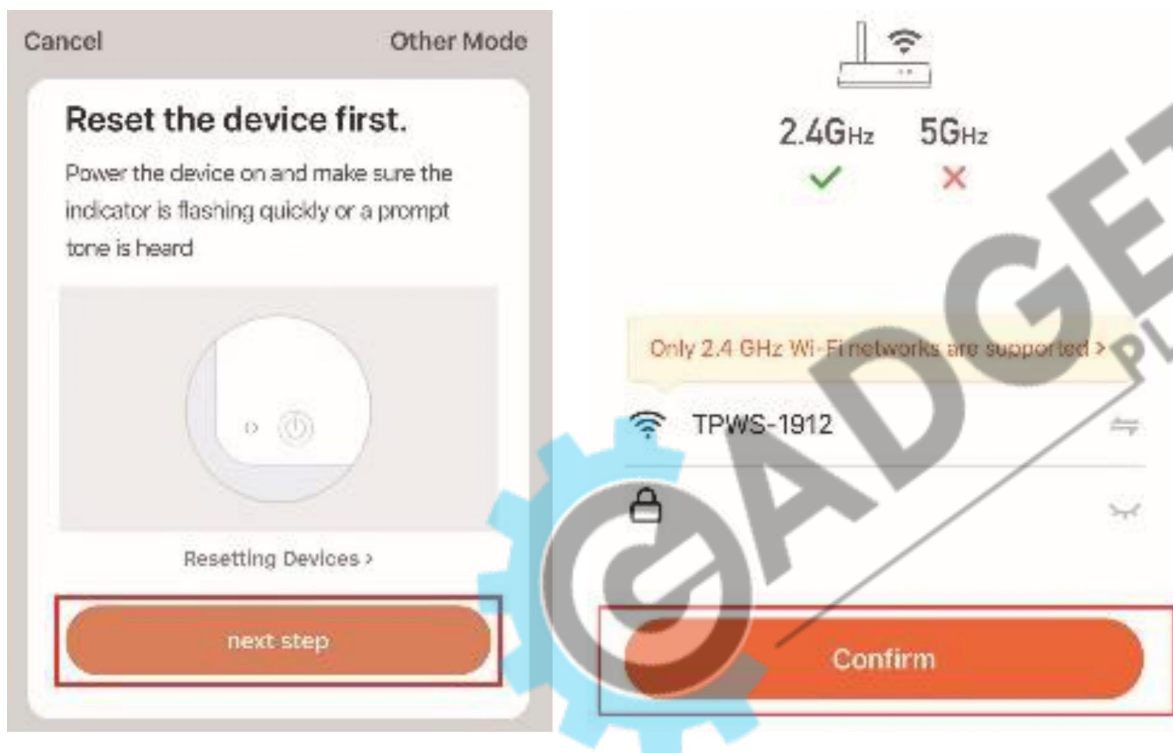 Cancel
Other Mode
Reset the device first.
Power the device on and make sure the
indicator is flashing quickly or a prompt
tone is heard
Resetting Devices >
next step
2.4GHz
5GHz
Only 2.4 GHz Wi-Fi networks are supported >
TPWS-1912
Confirm
GADGET
PL